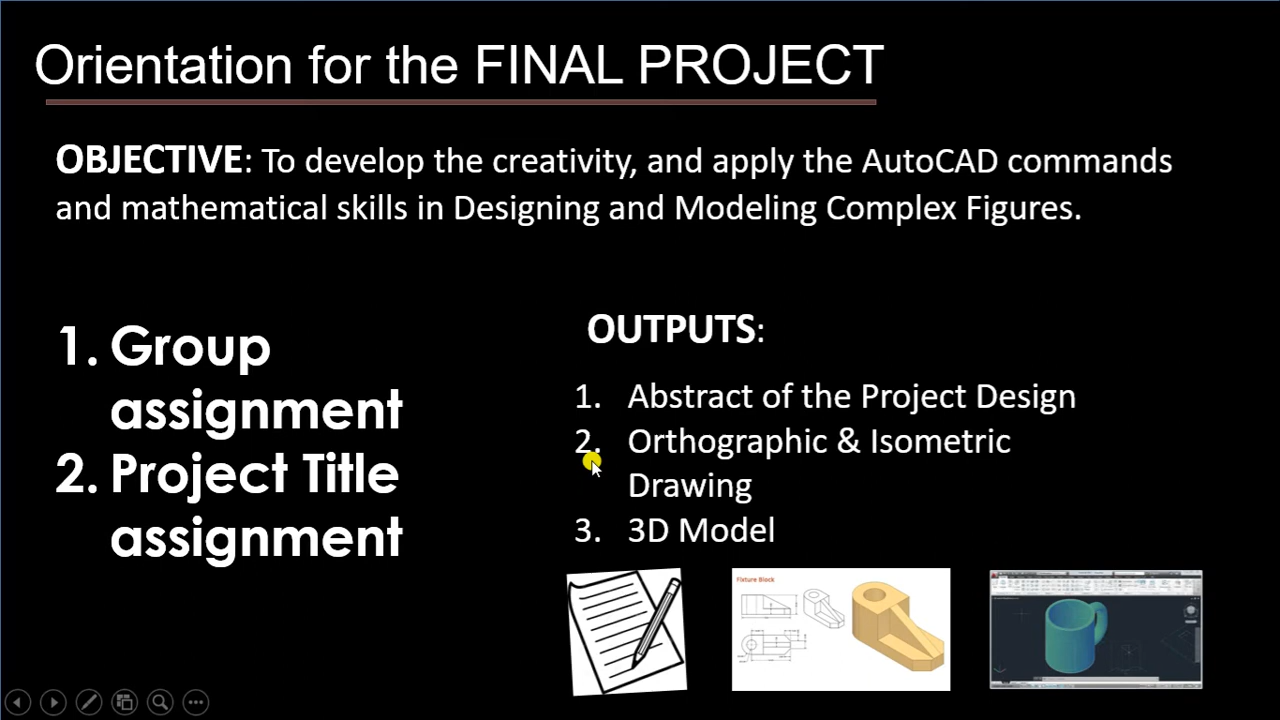 Orientation for the FINAL PROJECT
OBJECTIVE: To develop the creativity, and apply the AutoCAD commands
and mathematical skills in Designing and Modeling Complex Figures.
1. Group
assignment
2. Project Title
assignment
OUTPUTS:
1. Abstract of the Project Design
2. Orthographic & Isometric
Drawing
3. 3D Model
Fixture Block